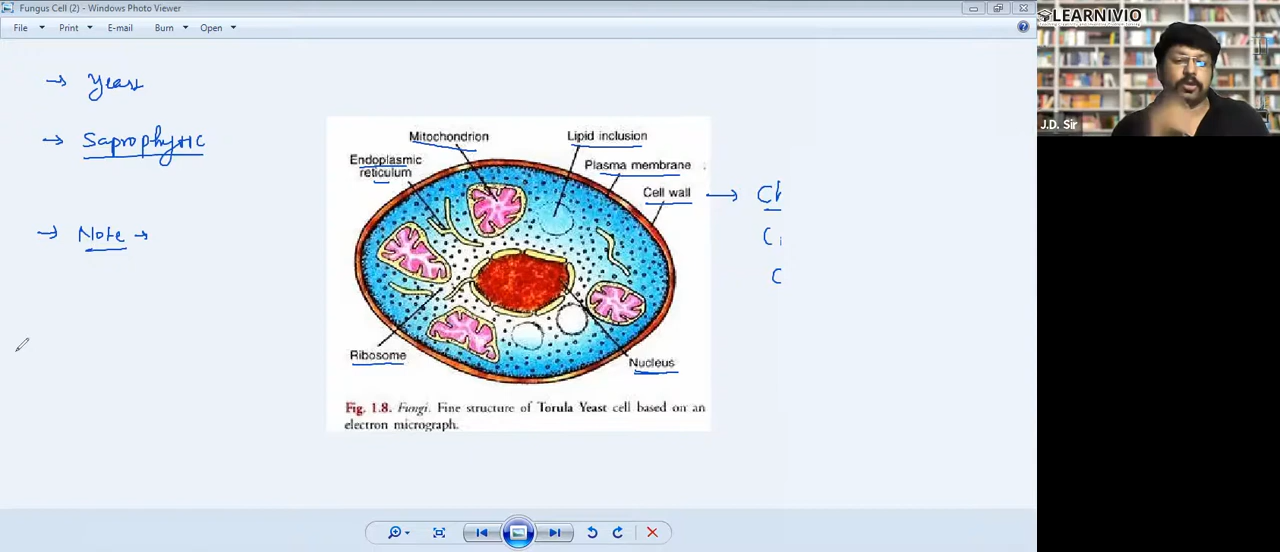 Fungus Cell (2) - Windows Photo Viewer
File Print E-mail Burn Open
LEARNIVIO
J.D. Sir
→ Yeast
→ Saprophytic
→ Note →
Mitochondrion
Lipid inclusion
Endoplasmic
reticulum
Plasma membrane
Cell wall →
Ribosome
Nucleus
Fig. 1.8. Fungi. Fine structure of Torula Yeast cell based on an
electron micrograph.